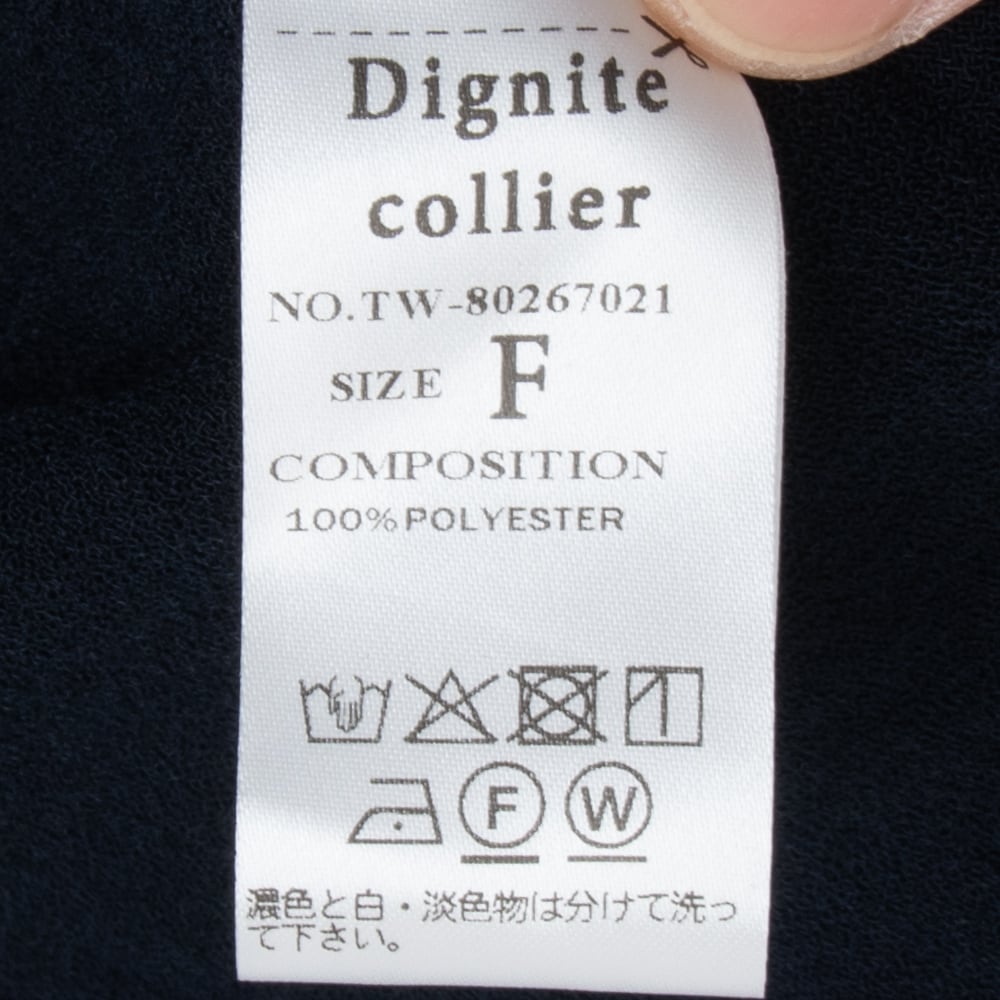 Dignite
collier
NO.TW-80267021
SIZE F
COMPOSITION
100%POLYESTER
F W
濃色と白・淡色物は分けて洗っ
て下さい。